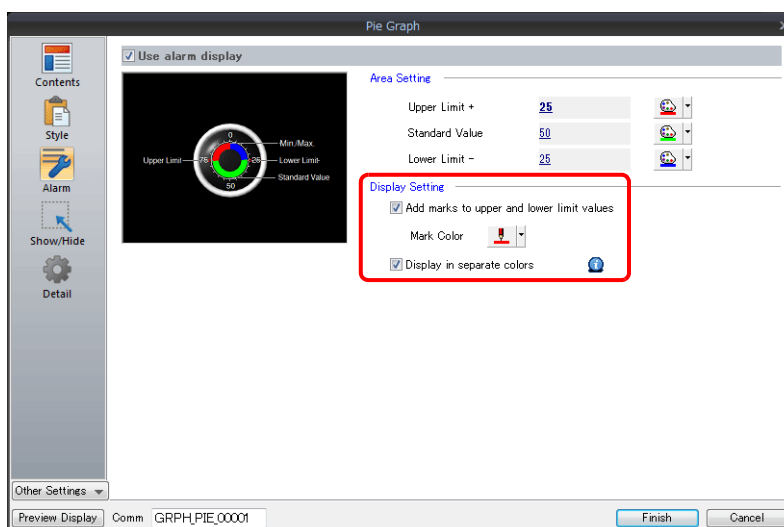 Pie Graph
Contents
Style
Alarm
Show/Hide
Detail
Use alarm display
0
Min./Max.
Upper Limit
75
25
Lower Limit-
Standard Value
50
Area Setting
Upper Limit + 25
Standard Value 50
Lower Limit - 25
Display Setting
Add marks to upper and lower limit values
Mark Color
Display in separate colors
Other Settings
Preview Display Comm GRPH_PIE_00001 Finish Cancel